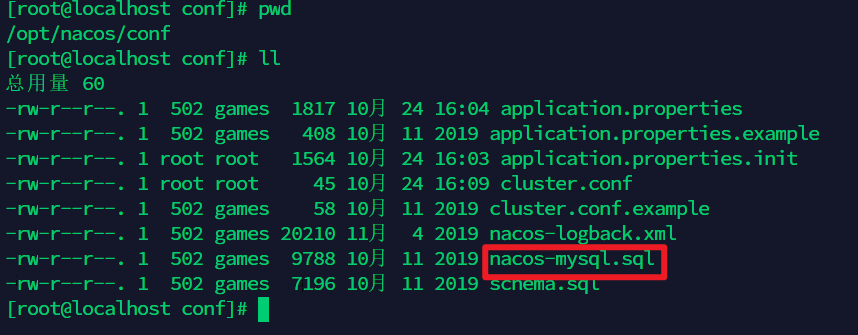 [root@localhost conf]# pwd
/opt/nacos/conf
[root@localhost conf]# ll
总用量 60
-rw-r--r--. 1  502 games  1817 10月 24 16:04 application.properties
-rw-r--r--. 1  502 games   408 10月 11 2019 application.properties.example
-rw-r--r--. 1 root root   1564 10月 24 16:03 application.properties.init
-rw-r--r--. 1 root root     45 10月 24 16:09 cluster.conf
-rw-r--r--. 1  502 games    58 10月 11 2019 cluster.conf.example
-rw-r--r--. 1  502 games 20210 11月  4 2019 nacos-logback.xml
-rw-r--r--. 1  502 games  9788 10月 11 2019 nacos-mysql.sql
-rw-r--r--. 1  502 games  7196 10月 11 2019 schema.sql
[root@localhost conf]#